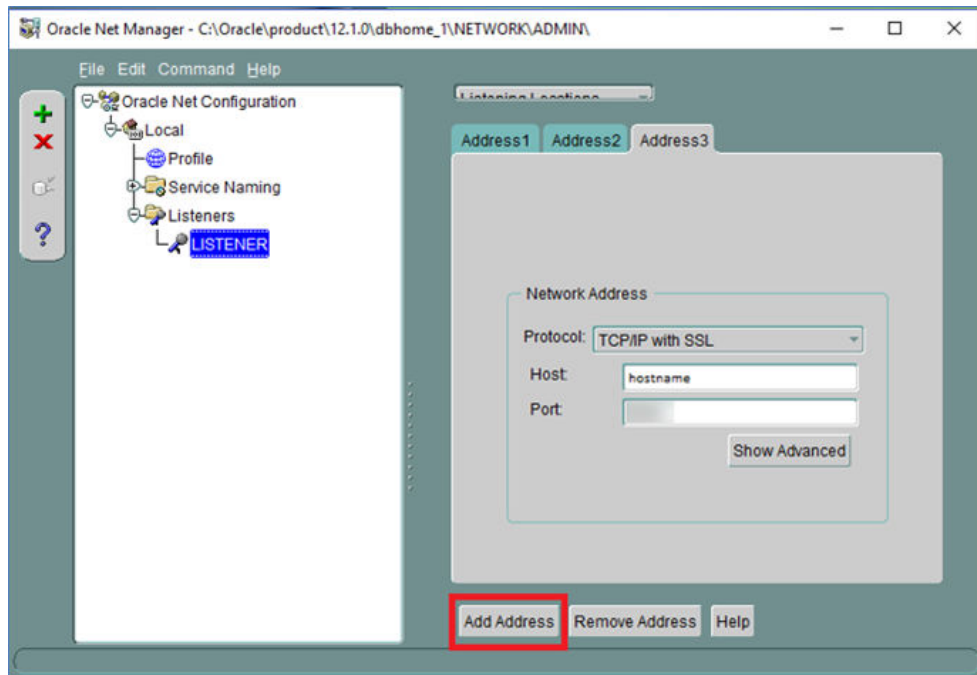 Oracle Net Manager - C:\Oracle\product\12.1.0\dbhome_1\NETWORK\ADMIN\
File Edit Command Help
Oracle Net Configuration
Local
Profile
Service Naming
Listeners
LISTENER
Listening Locations
Address1 Address2 Address3
Network Address
Protocol: TCP/IP with SSL
Host: hostname
Port:
Show Advanced
Add Address Remove Address Help